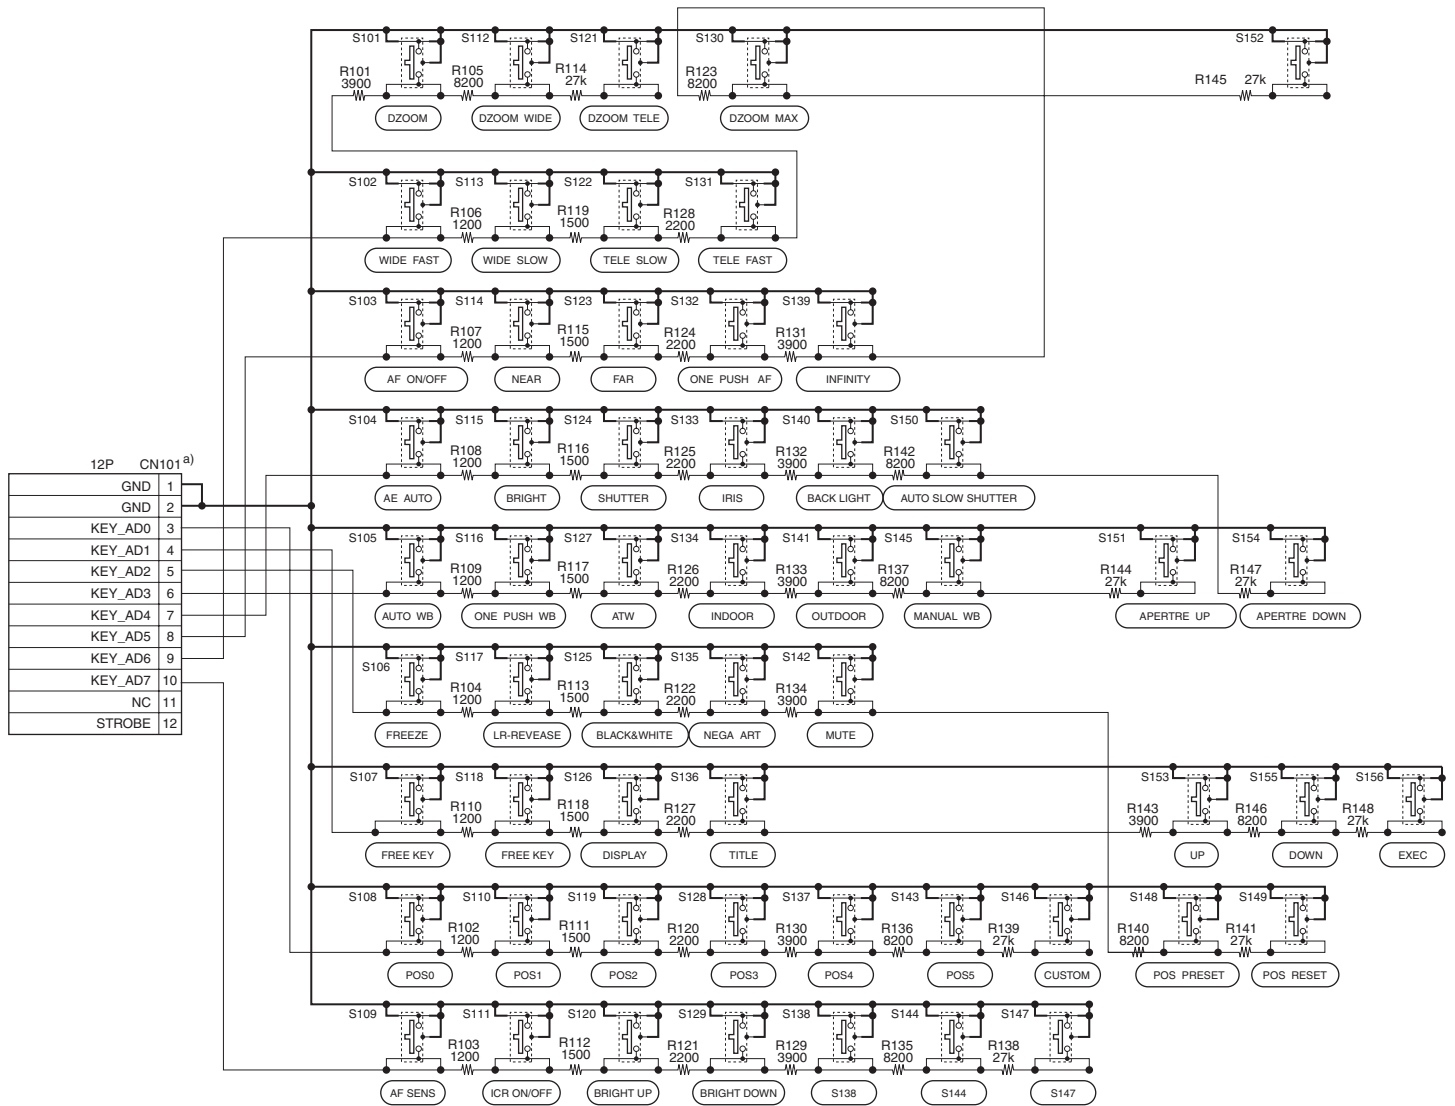 S101 S112 S121 S130 S152
R101 3900 R105 8200 R114 27k R123 8200 R145 27k
DZOOM DZOOM WIDE DZOOM TELE DZOOM MAX
S102 S113 S122 S131
R106 1200 R119 1500 R128 2200
WIDE FAST WIDE SLOW TELE SLOW TELE FAST
S103 S114 S123 S132 S139
R107 1200 R115 1500 R124 2200 R131 3900
AF ON/OFF NEAR FAR ONE PUSH AF INFINITY
S104 S115 S124 S133 S140 S150
R108 1200 R116 1500 R125 2200 R132 3900 R142 8200
AE AUTO BRIGHT SHUTTER IRIS BACK LIGHT AUTO SLOW SHUTTER
12P CN101 a)
GND 1
GND 2
KEY_AD0 3
KEY_AD1 4
KEY_AD2 5
KEY_AD3 6
KEY_AD4 7
KEY_AD5 8
KEY_AD6 9
KEY_AD7 10
NC 11
STROBE 12
S105 S116 S127 S134 S141 S145 S151 S154
R109 1200 R117 1500 R126 2200 R133 3900 R137 8200 R144 27k R147 27k
AUTO WB ONE PUSH WB ATW INDOOR OUTDOOR MANUAL WB APERTRE UP APERTRE DOWN
S106 S117 S125 S135 S142
R104 1200 R113 1500 R122 2200 R134 3900
FREEZE LR-REVEASE BLACK&WHITE NEGA ART MUTE
S107 S118 S126 S136 S153 S155 S156
R110 1200 R118 1500 R127 2200 R143 3900 R146 8200 R148 27k
FREE KEY FREE KEY DISPLAY TITLE UP DOWN EXEC
S108 S110 S119 S128 S137 S143 S146 S148 S149
R102 1200 R111 1500 R120 2200 R130 3900 R136 8200 R139 27k R140 8200 R141 27k
POS0 POS1 POS2 POS3 POS4 POS5 CUSTOM POS PRESET POS RESET
S109 S111 S120 S129 S138 S144 S147
R103 1200 R112 1500 R121 2200 R129 3900 R135 8200 R138 27k
AF SENS ICR ON/OFF BRIGHT UP BRIGHT DOWN S138 S144 S147